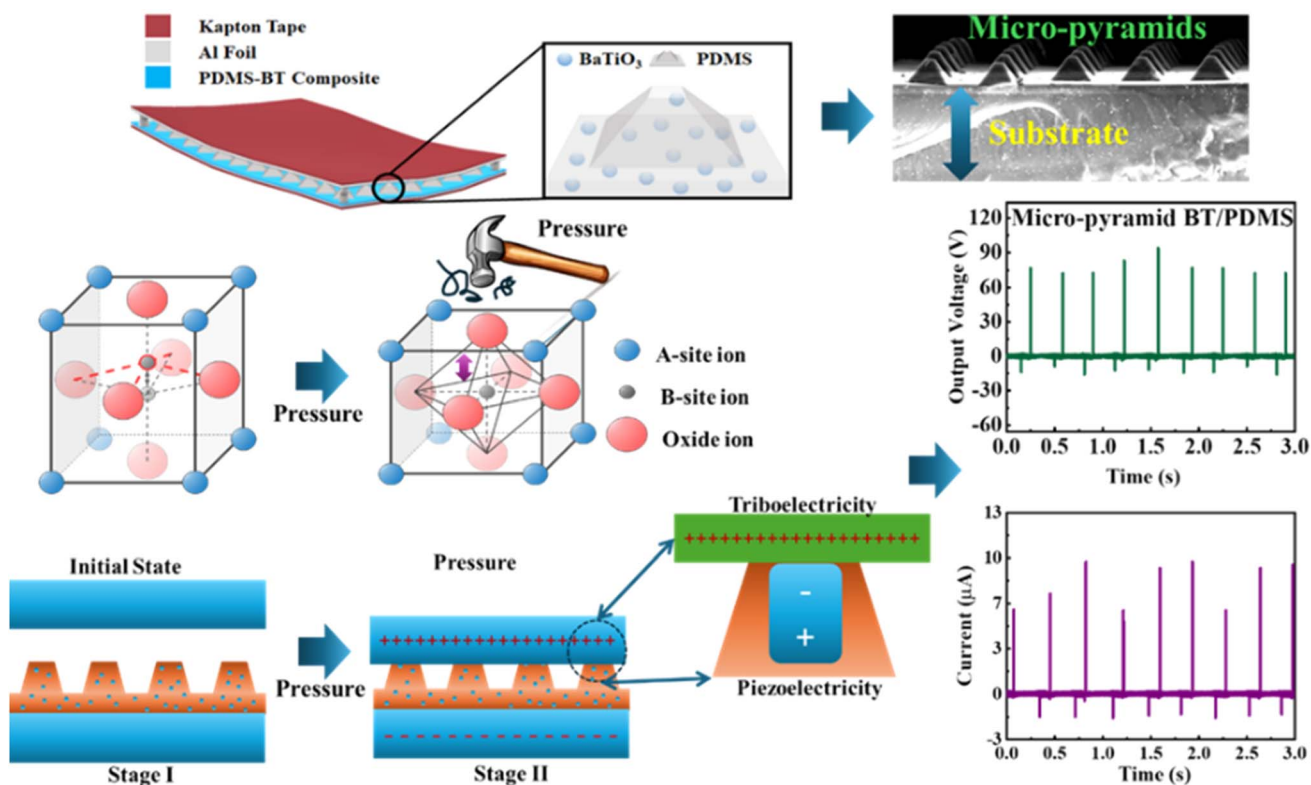 Kapton Tape
Al Foil
PDMS-BT Composite
BaTiO3 PDMS
Micro-pyramids
Substrate
Pressure
Pressure
A-site ion
B-site ion
Oxide ion
Micro-pyramid BT/PDMS
Output Voltage (V)
120
90
60
30
0
-30
-60
0.0 0.5 1.0 1.5 2.0 2.5 3.0
Time (s)
Initial State
Stage I
Pressure
Pressure
++++++++++++++++++
- - - - - - - - - - - - - -
Stage II
Triboelectricity
++++++++++++++++++
-
+
Piezoelectricity
Current (μA)
13
10
7
3
0
-3
0.0 0.5 1.0 1.5 2.0 2.5 3.0
Time (s)